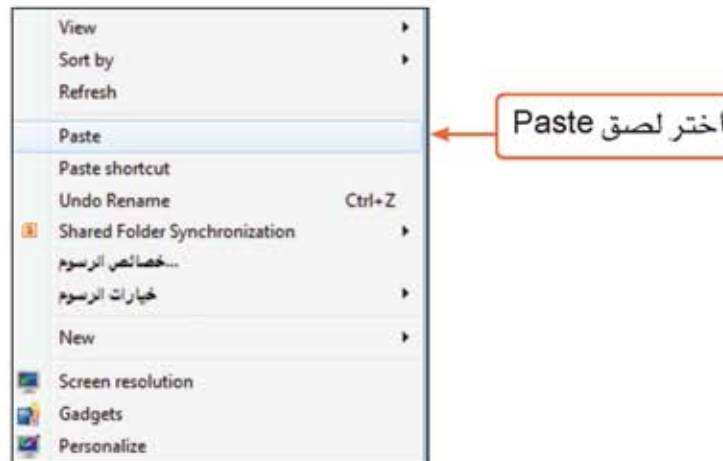 View
Sort by
Refresh
Paste
اختر لصق Paste
Paste shortcut
Undo Rename Ctrl+Z
Shared Folder Synchronization
خصائص الرسوم...
خيارات الرسوم
New
Screen resolution
Gadgets
Personalize